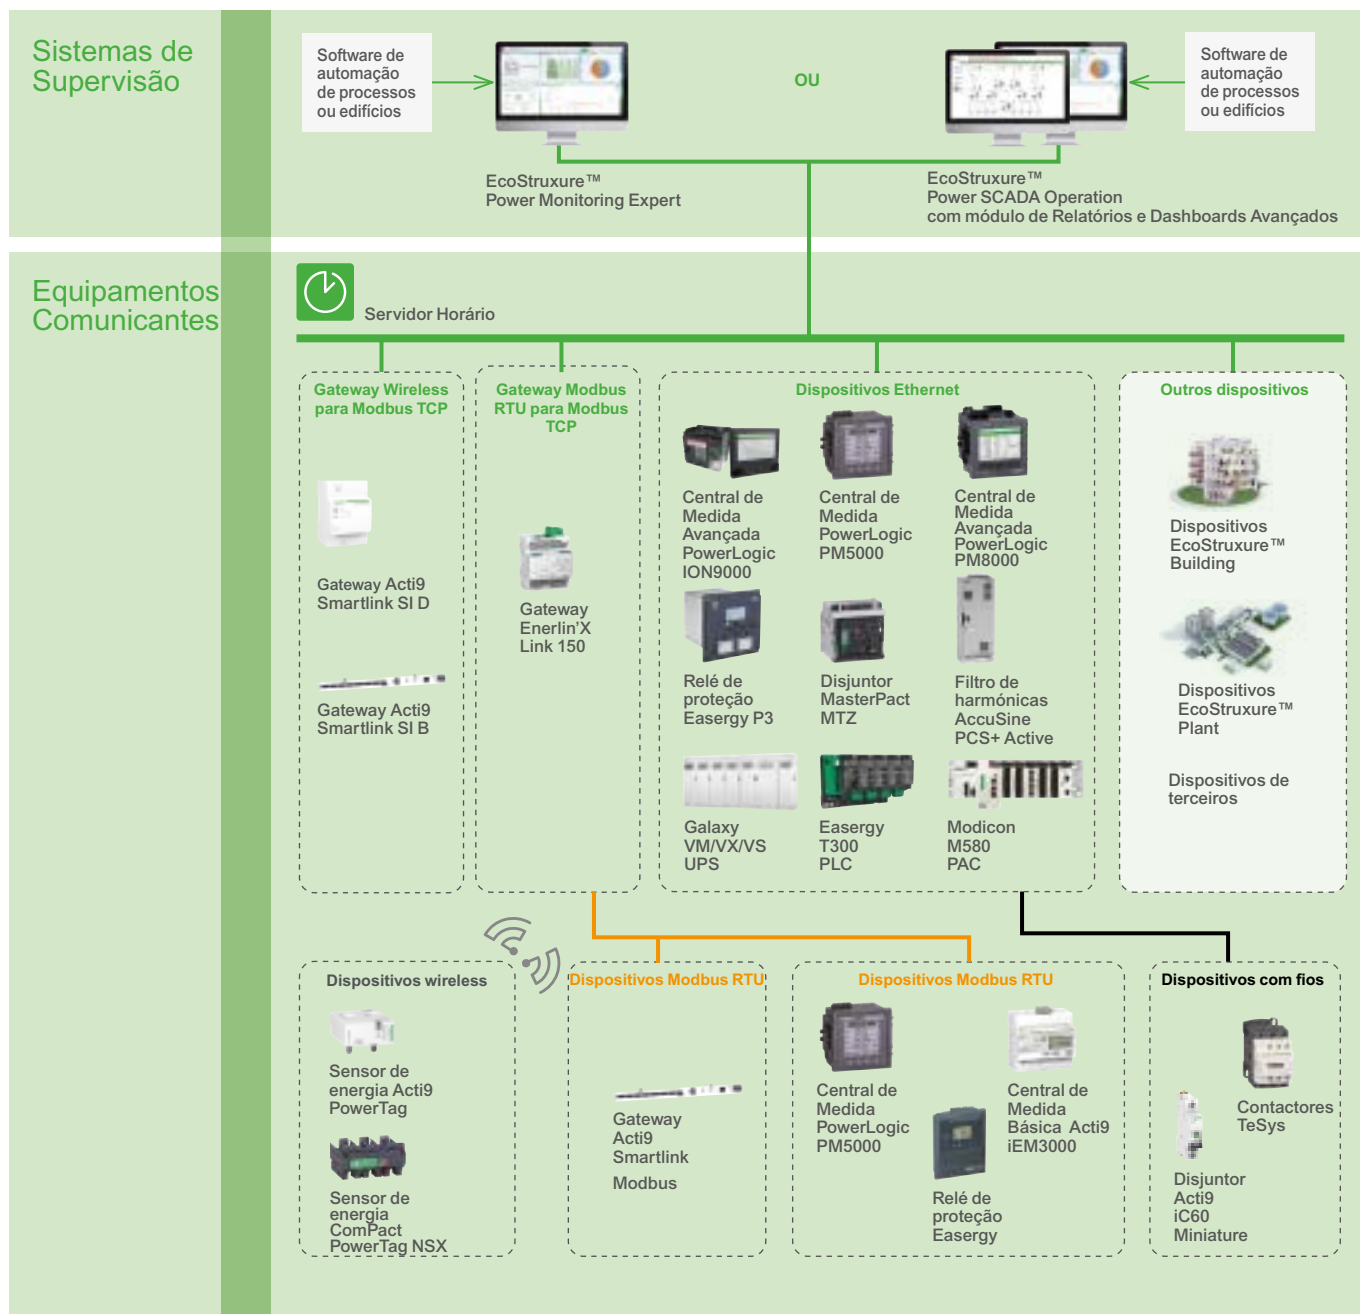 Sistemas de
Supervisão
Software de
automação
de processos
ou edifícios
OU
Software de
automação
de processos
ou edifícios
EcoStruxure™
Power Monitoring Expert
EcoStruxure™
Power SCADA Operation
com módulo de Relatórios e Dashboards Avançados
Equipamentos
Comunicantes
Servidor Horário
Gateway Wireless
para Modbus TCP
Gateway Acti9
Smartlink SI D
Gateway Acti9
Smartlink SI B
Gateway Modbus
RTU para Modbus
TCP
Gateway
Enerlin’X
Link 150
Dispositivos Ethernet
Central de
Medida
Avançada
PowerLogic
ION9000
Central de
Medida
PowerLogic
PM5000
Central de
Medida
Avançada
PowerLogic
PM8000
Relé de
proteção
Easergy P3
Disjuntor
MasterPact
MTZ
Filtro de
harmónicas
AccuSine
PCS+ Active
Galaxy
VM/VX/VS
UPS
Easergy
T300
PLC
Modicon
M580
PAC
Outros dispositivos
Dispositivos
EcoStruxure™
Building
Dispositivos
EcoStruxure™
Plant
Dispositivos de
terceiros
Dispositivos wireless
Sensor de
energia Acti9
PowerTag
Sensor de
energia
ComPact
PowerTag NSX
Dispositivos Modbus RTU
Gateway
Acti9
Smartlink
Modbus
Dispositivos Modbus RTU
Central de
Medida
PowerLogic
PM5000
Central de
Medida
Básica Acti9
iEM3000
Relé de
proteção
Easergy
Dispositivos com fios
Contactores
TeSys
Disjuntor
Acti9
iC60
Miniature